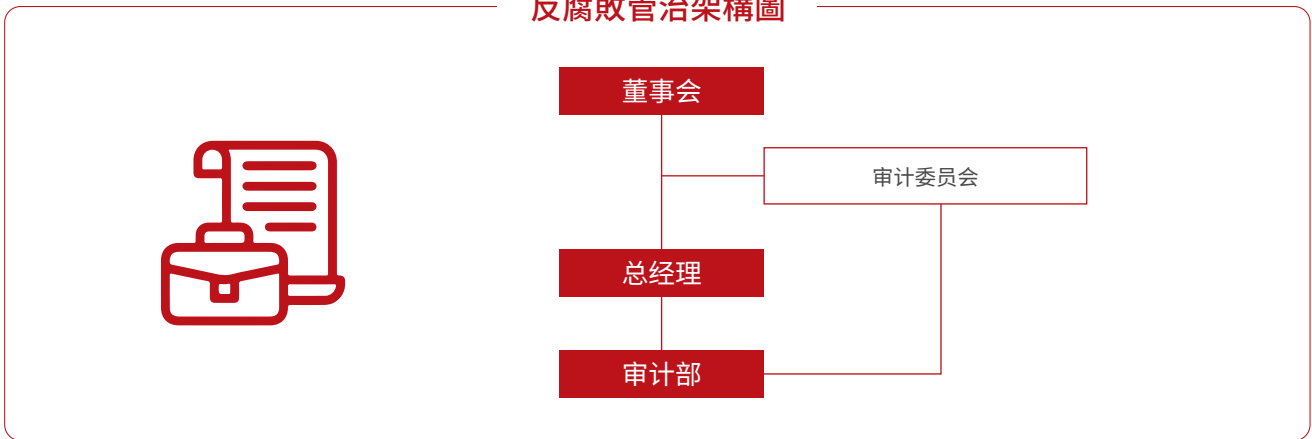 反腐敗管治架構圖
董事会
审计委员会
总经理
审计部